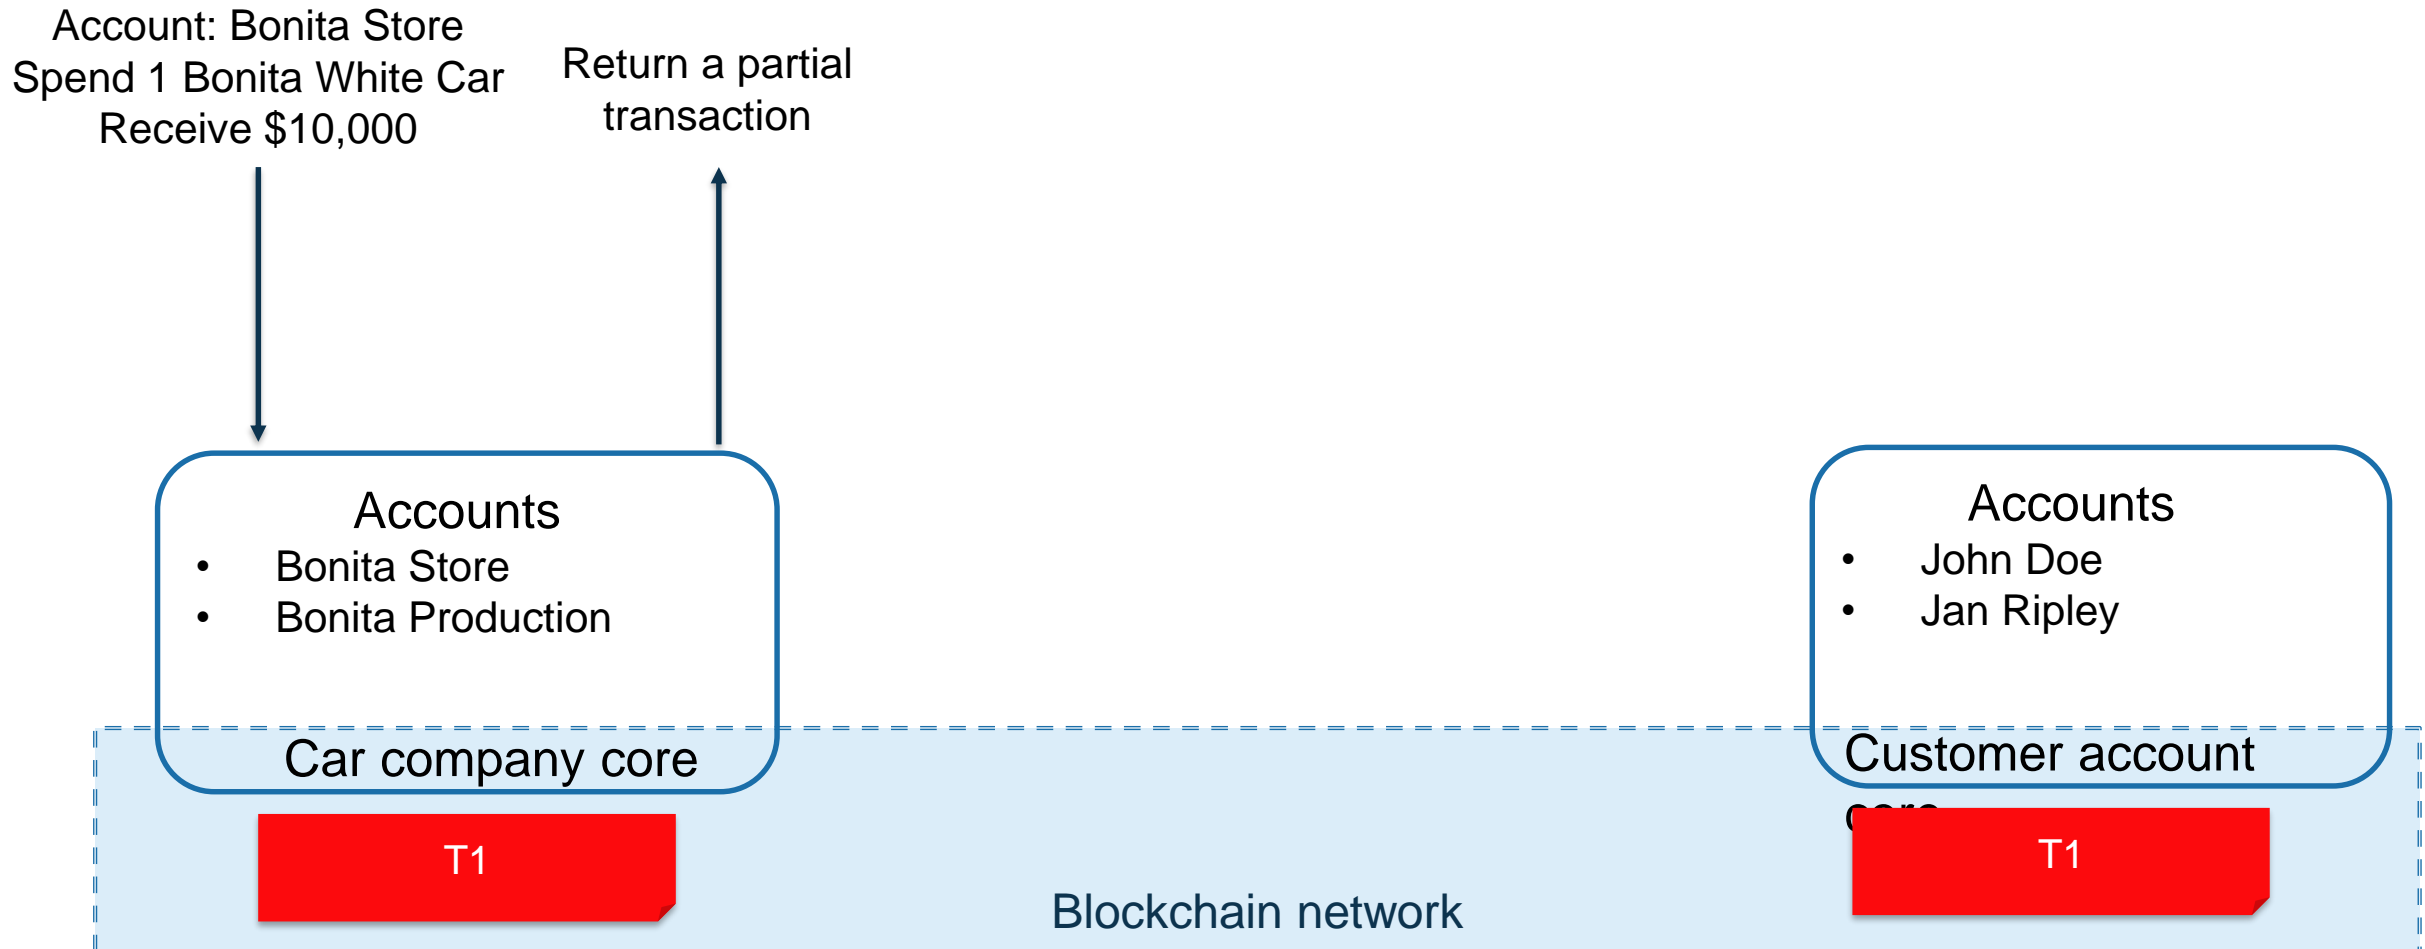 Account: Bonita Store
Spend 1 Bonita White Car
Receive $10,000
Return a partial
transaction
Accounts
• Bonita Store
• Bonita Production
Car company core
T1
Accounts
• John Doe
• Jan Ripley
Customer account
core
T1
Blockchain network